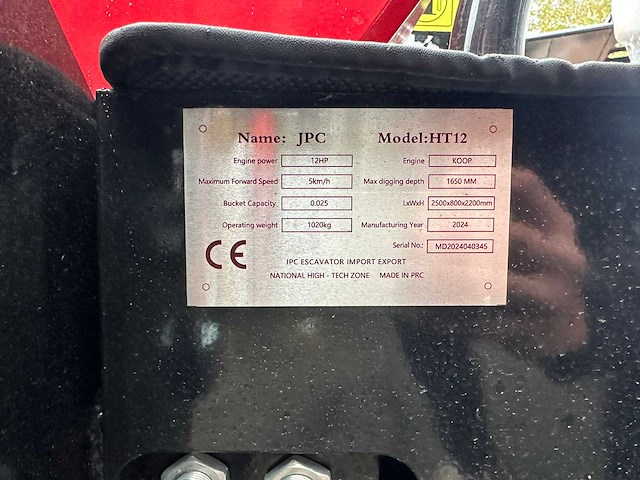 Name: JPC Model:HT12
Engine power 12HP Engine KOOP
Maximum Forward Speed 5km/h Max digging depth 1650 MM
Bucket Capacity 0.025 LxWxH 2500x800x2200mm
Operating weight 1020kg Manufacturing Year 2024
Serial No.: MD2024040345
CE
JPC ESCAVATOR IMPORT EXPORT
NATIONAL HIGH - TECH ZONE MADE IN PRC